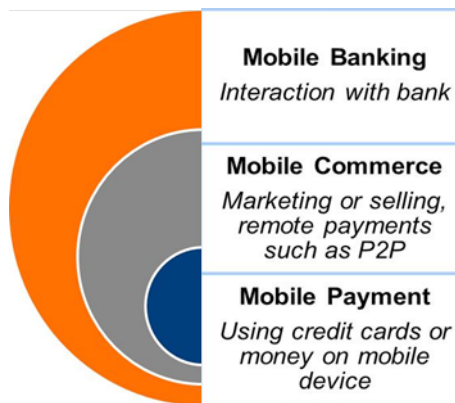 Mobile Banking
Interaction with bank
Mobile Commerce
Marketing or selling,
remote payments
such as P2P
Mobile Payment
Using credit cards or
money on mobile
device